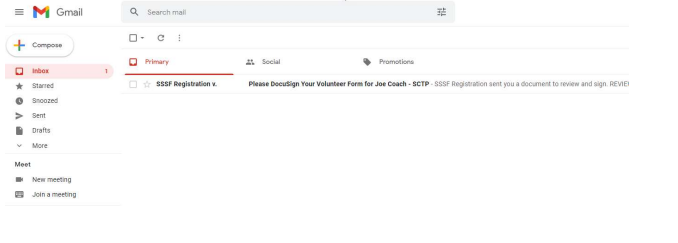 Gmail
Search mail
Compose
Inbox 1
Starred
Snoozed
Sent
Drafts
More
Meet
New meeting
Join a meeting
Primary Social Promotions
SSSF Registration v. Please DocuSign Your Volunteer Form for Joe Coach - SCTP - SSSF Registration sent you a document to review and sign. REVIEW